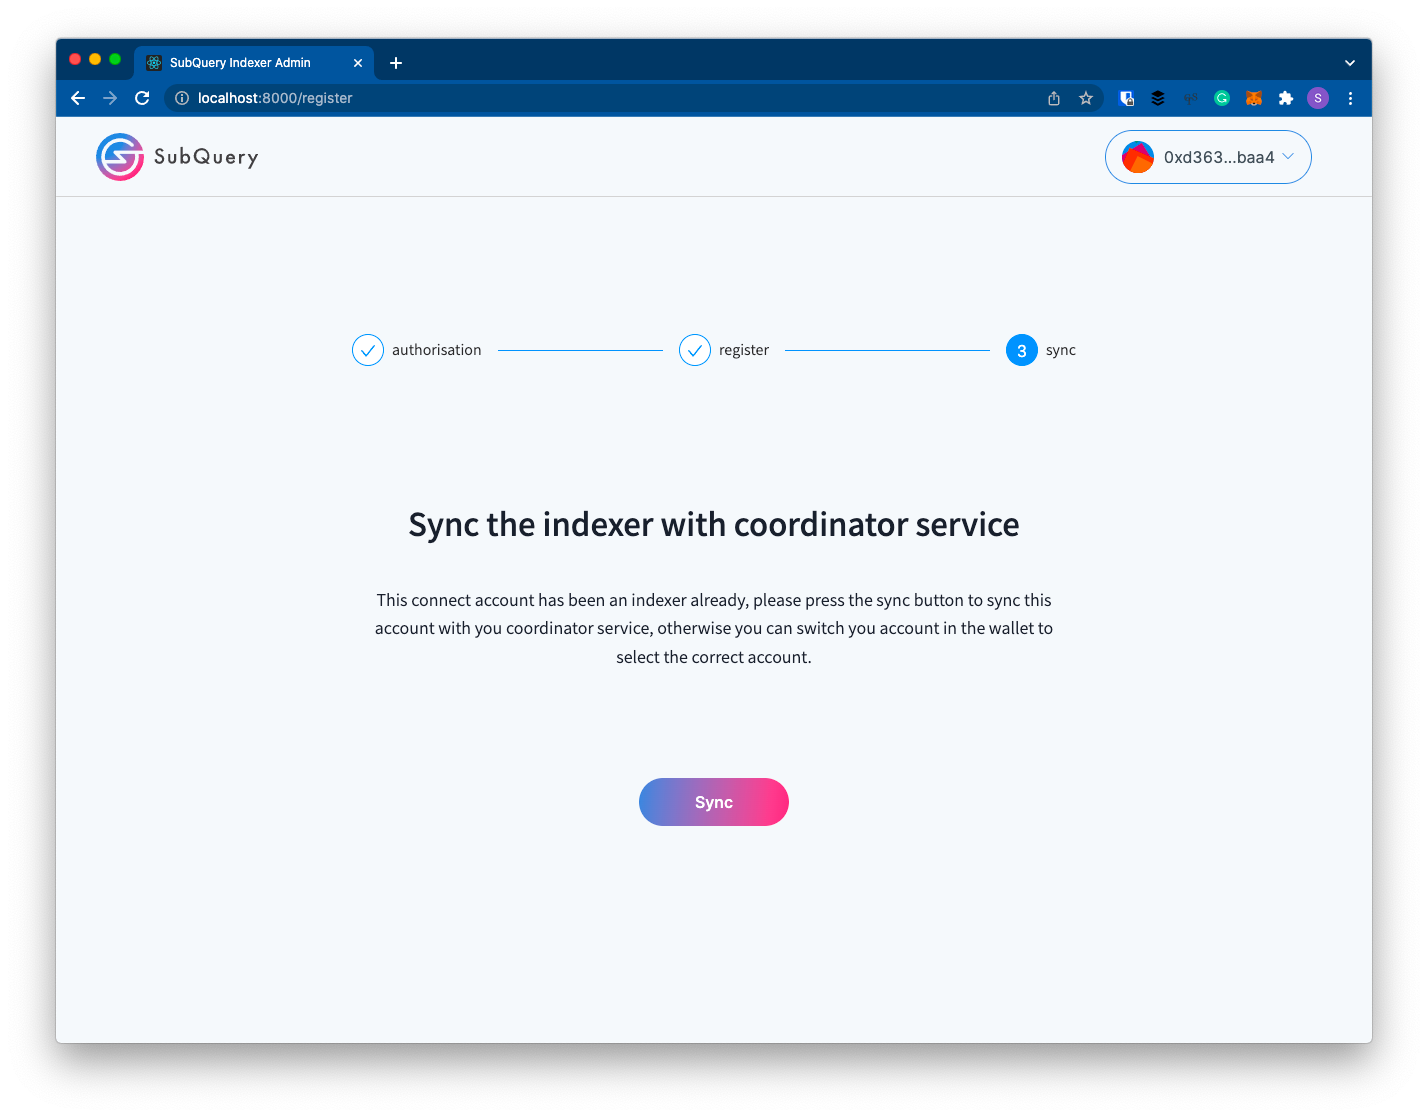 SubQuery Indexer Admin
localhost:8000/register
S
SubQuery
0xd363...baa4
authorisation
register
3 sync
Sync the indexer with coordinator service
This connect account has been an indexer already, please press the sync button to sync this
account with you coordinator service, otherwise you can switch you account in the wallet to
select the correct account.
Sync